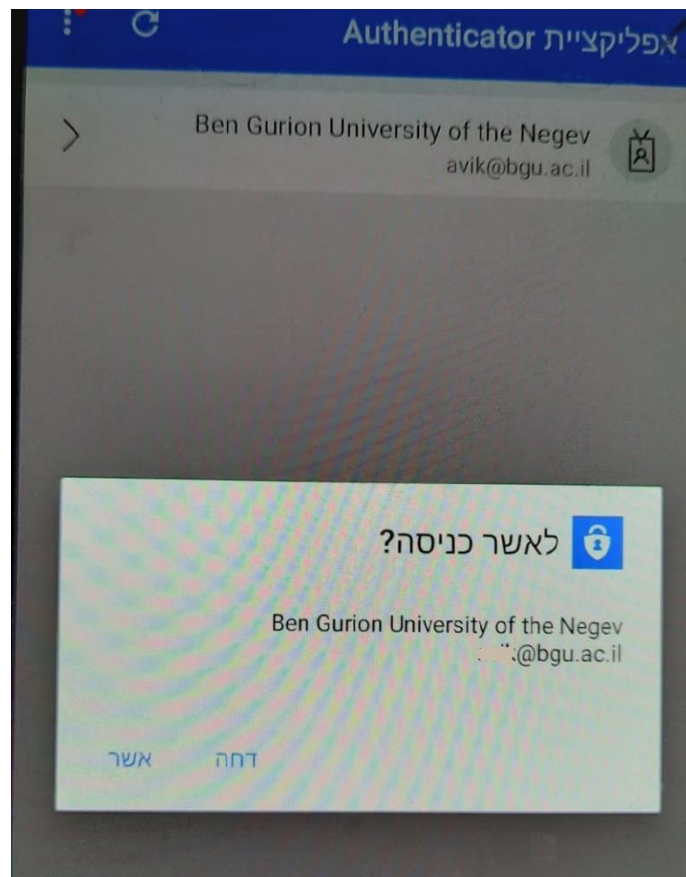 אפליקציית Authenticator
Ben Gurion University of the Negev
avik@bgu.ac.il
לאשר כניסה?
Ben Gurion University of the Negev
@bgu.ac.il
דחה
אשר